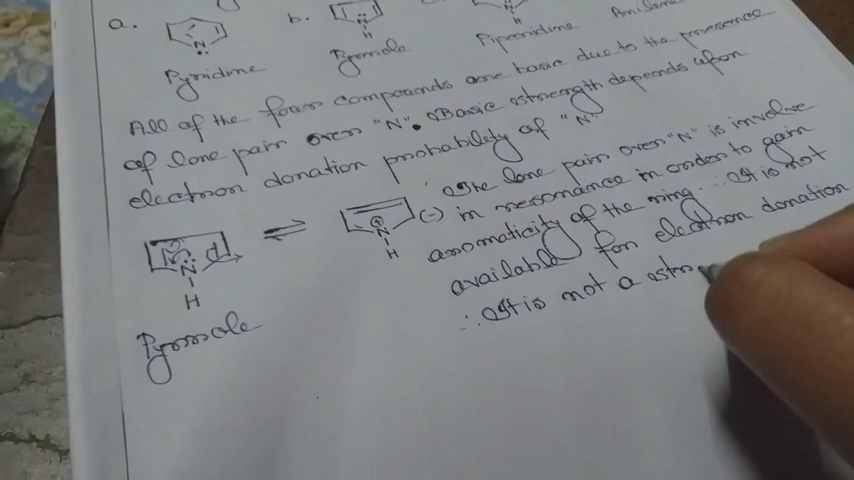 a.
b.
N
N
H
N
H
Pyridine
Pyrrole
Piperidine
Aniline
All of the four compounds are basic due to the presence
of lone pair over "N". Basic strength depends upon
electron donation probability of "N"
N
H
Pyrrole
⇌
⊕
N
H
(-)
The lone pair over "N" is involve
in resonance in order to gain
aromaticity of the ring. ∴ It is not
available for electron donation
∴ It is not a str